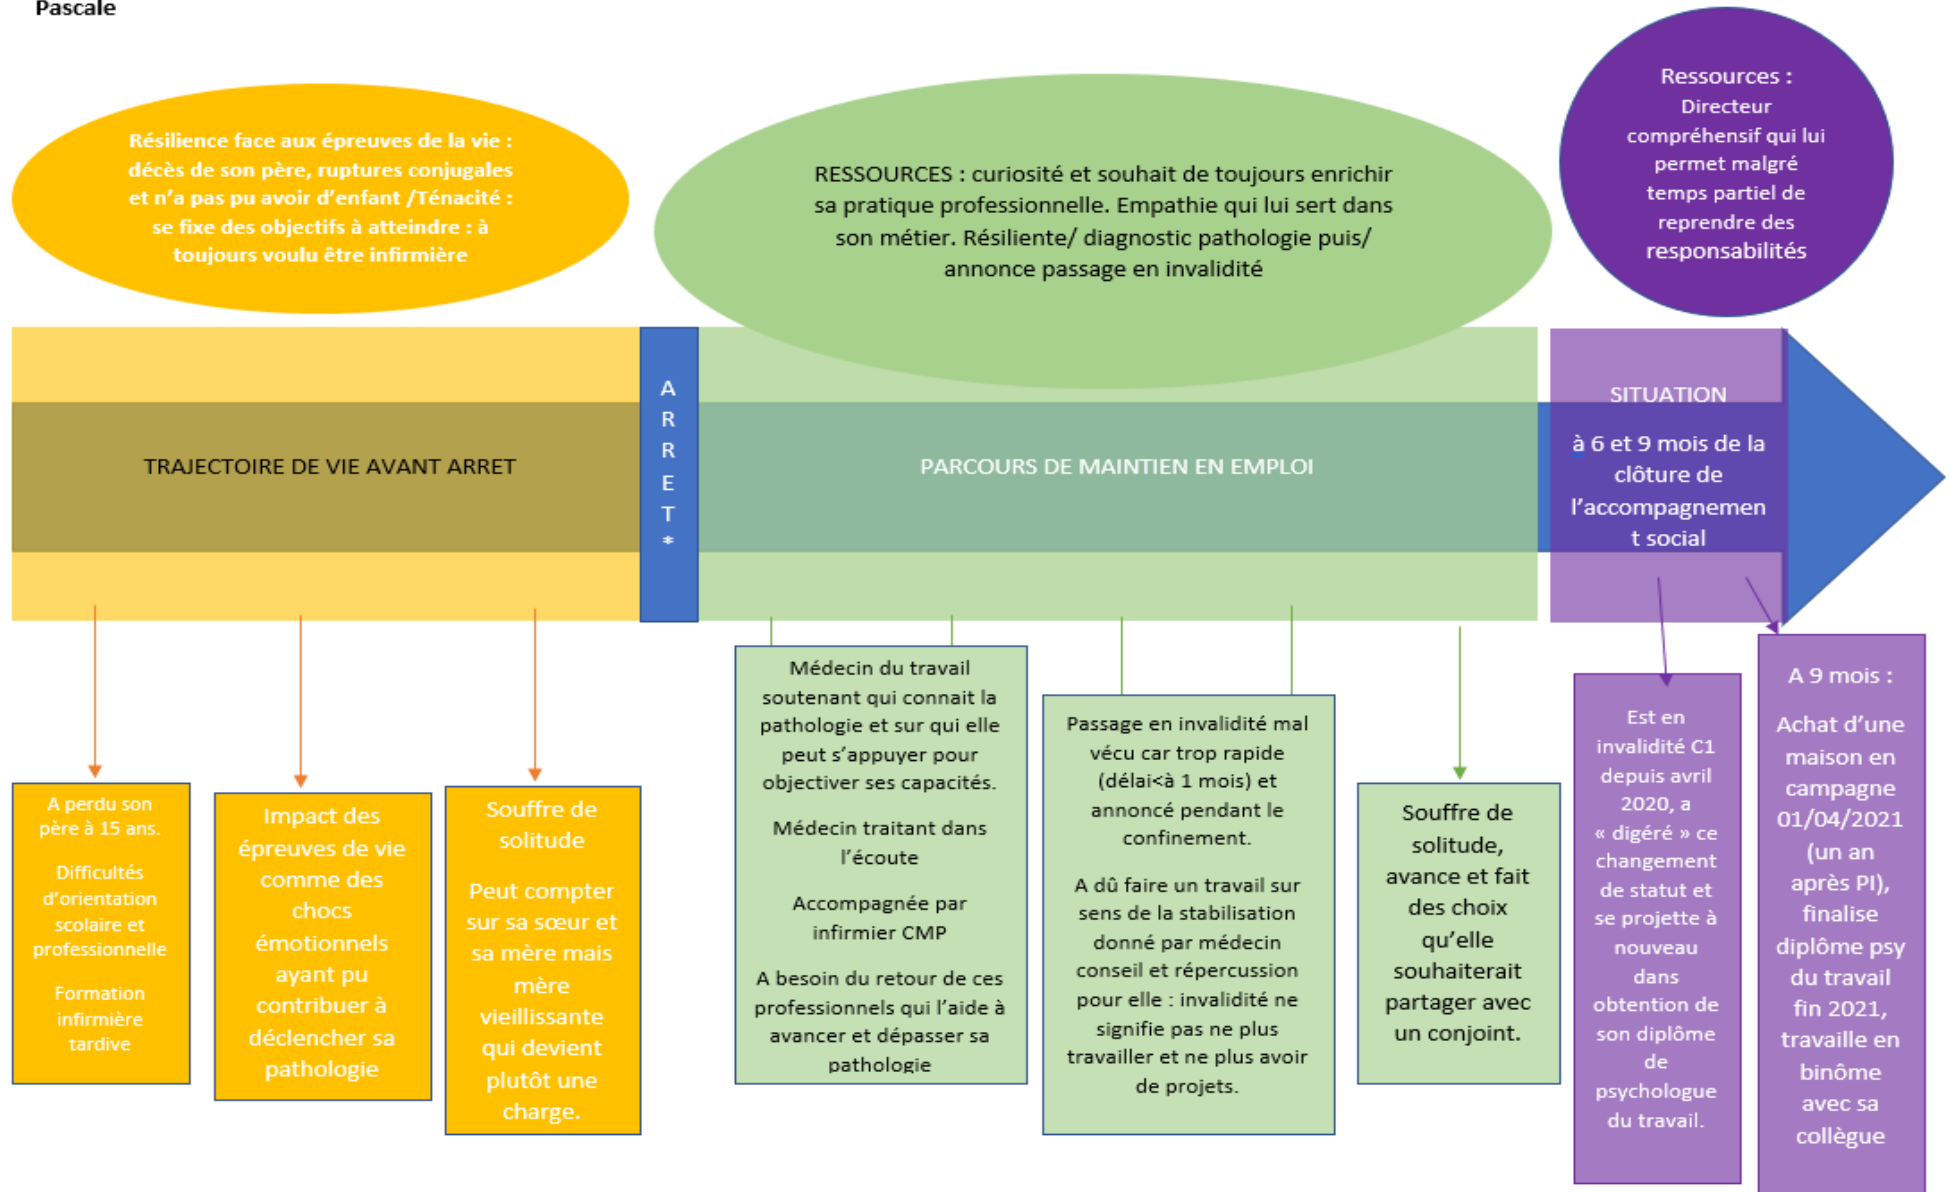 Pascale
Résilience face aux épreuves de la vie :
décès de son père, ruptures conjugales
et n'a pas pu avoir d'enfant /Ténacité :
se fixe des objectifs à atteindre : à
toujours voulu être infirmière
RESSOURCES : curiosité et souhait de toujours enrichir
sa pratique professionnelle. Empathie qui lui sert dans
son métier. Résiliente/ diagnostic pathologie puis/
annonce passage en invalidité
Ressources :
Directeur
compréhensif qui lui
permet malgré
temps partiel de
reprendre des
responsabilités
TRAJECTOIRE DE VIE AVANT ARRET
A
R
R
E
T
*
PARCOURS DE MAINTIEN EN EMPLOI
SITUATION
à 6 et 9 mois de la
clôture de
l'accompagnemen
t social
A perdu son
père à 15 ans.
Difficultés
d'orientation
scolaire et
professionnelle
Formation
infirmière
tardive
Impact des
épreuves de vie
comme des
chocs
émotionnels
ayant pu
contribuer à
déclencher sa
pathologie
Souffre de
solitude
Peut compter
sur sa sœur et
sa mère mais
mère
vieillissante
qui devient
plutôt une
charge.
Médecin du travail
soutenant qui connait la
pathologie et sur qui elle
peut s'appuyer pour
objectiver ses capacités.
Médecin traitant dans
l'écoute
Accompagnée par
infirmier CMP
A besoin du retour de ces
professionnels qui l'aide à
avancer et dépasser sa
pathologie
Passage en invalidité mal
vécu car trop rapide
(délai<à 1 mois) et
annoncé pendant le
confinement.
A dû faire un travail sur
sens de la stabilisation
donné par médecin
conseil et répercussion
pour elle : invalidité ne
signifie pas ne plus
travailler et ne plus avoir
de projets.
Souffre de
solitude,
avance et fait
des choix
qu'elle
souhaiterait
partager avec
un conjoint.
Est en
invalidité C1
depuis avril
2020, a
« digéré » ce
changement
de statut et
se projette à
nouveau
dans
obtention de
son diplôme
de
psychologue
du travail.
A 9 mois :
Achat d'une
maison en
campagne
01/04/2021
(un an
après PI),
finalise
diplôme psy
du travail
fin 2021,
travaille en
binôme
avec sa
collègue